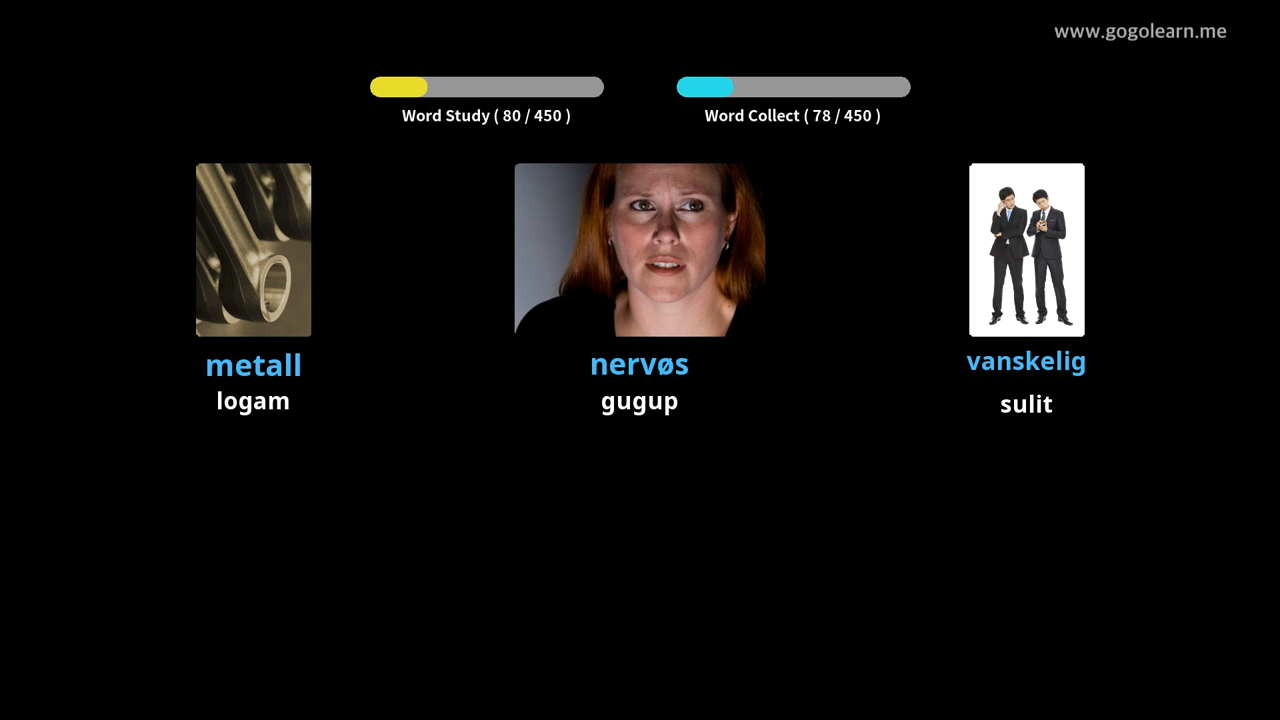 www.gogolearn.me
Word Study ( 80 / 450 )
Word Collect ( 78 / 450 )
metall
logam
nervøs
gugup
vanskelig
sulit